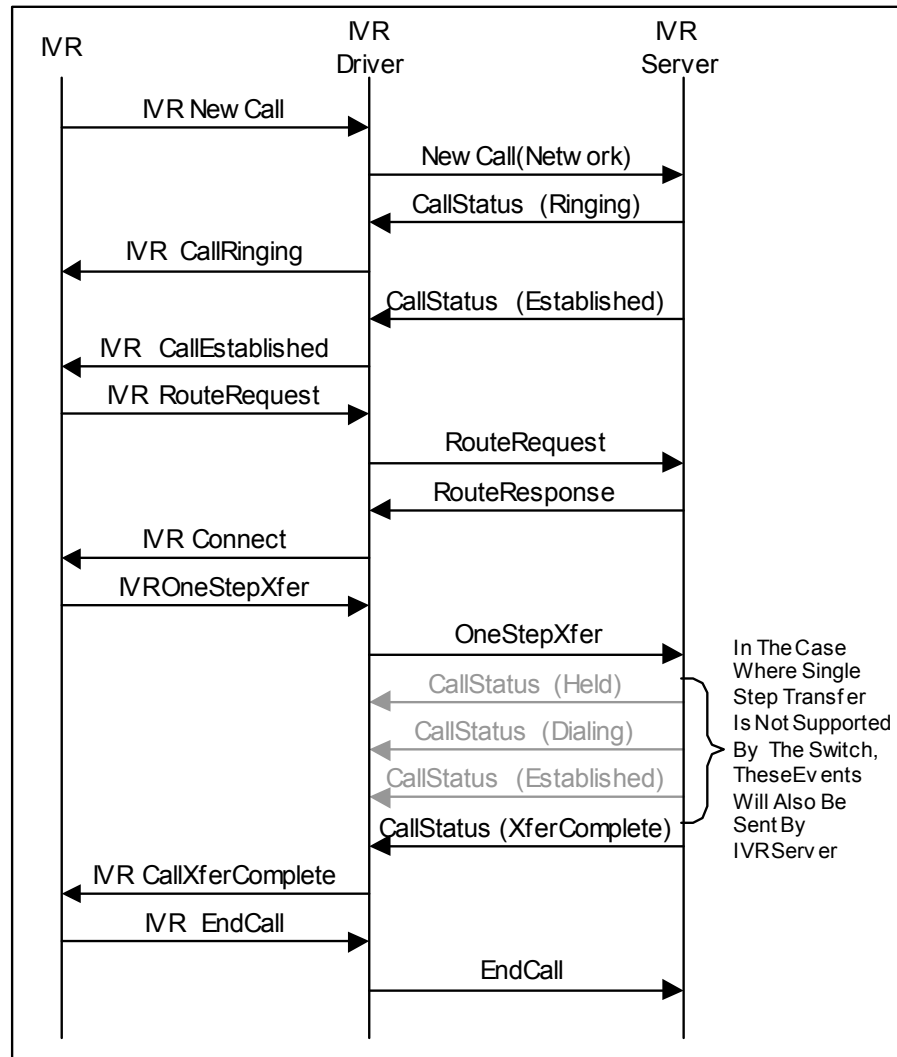 IVR
IVR
Driver
IVR
Server
IVR New Call
New Call(Network)
CallStatus (Ringing)
IVR CallRinging
CallStatus (Established)
IVR CallEstablished
IVR RouteRequest
RouteRequest
RouteResponse
IVR Connect
IVROneStepXfer
OneStepXfer
CallStatus (Held)
CallStatus (Dialing)
CallStatus (Established)
CallStatus (XferComplete)
In The Case
Where Single
Step Transfer
Is Not Supported
By The Switch,
TheseEvents
Will Also Be
Sent By
IVRServer
IVR CallXferComplete
IVR EndCall
EndCall